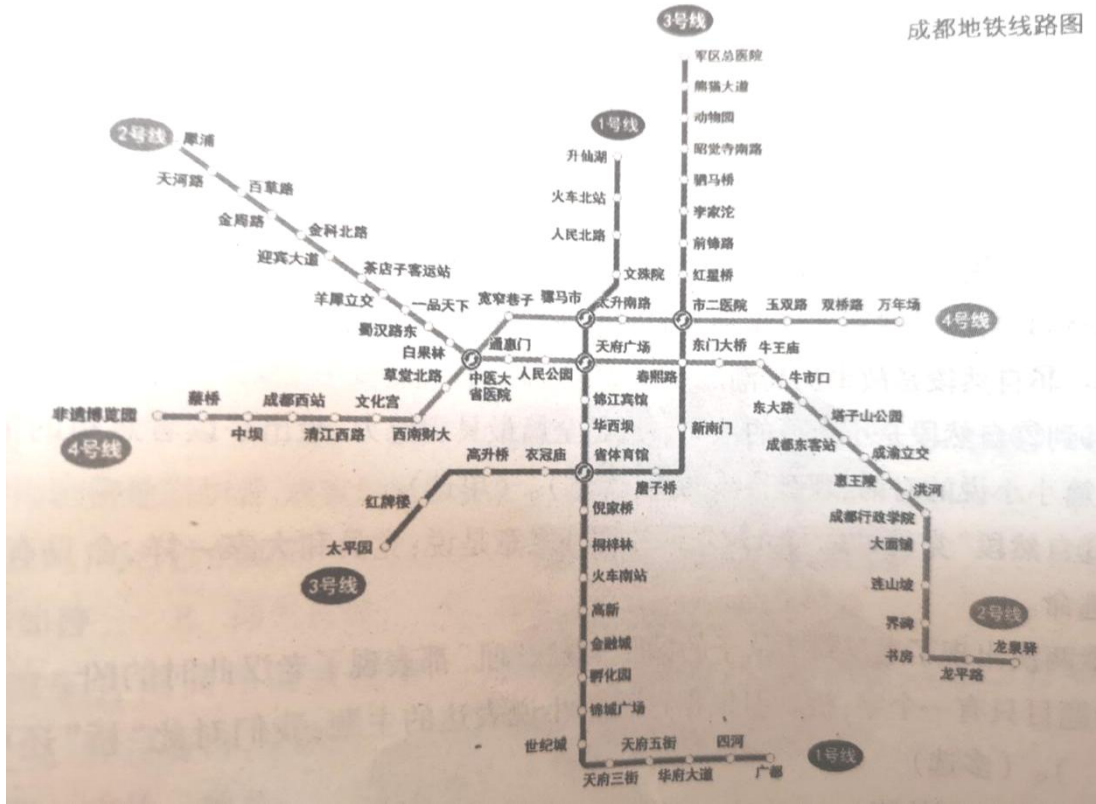 成都地铁线路图
3号线
军区总医院
熊猫大道
动物园
昭觉寺南路
驷马桥
李家沱
前锋路
红星桥
市二医院
1号线
升仙湖
火车北站
人民北路
文殊院
骡马市
太升南路
2号线
犀浦
天河路
百草路
金周路
金科北路
迎宾大道
茶店子客运站
羊犀立交
一品天下
蜀汉路东
白果林
宽窄巷子
玉双路
双桥路
万年场
4号线
通惠门
人民公园
天府广场
春熙路
东门大桥
牛王庙
牛市口
东大路
塔子山公园
成都东客站
成渝立交
惠王陵
洪河
成都行政学院
大面铺
连山坡
界碑
书房
龙平路
龙泉驿
2号线
中医大
省医院
草堂北路
非遗博览园
蔡桥
中坝
成都西站
清江西路
文化宫
西南财大
4号线
锦江宾馆
华西坝
省体育馆
新南门
磨子桥
高升桥
衣冠庙
红牌楼
太平园
3号线
倪家桥
桐梓林
火车南站
高新
金融城
孵化园
锦城广场
世纪城
天府三街
天府五街
华府大道
四河
广都
1号线